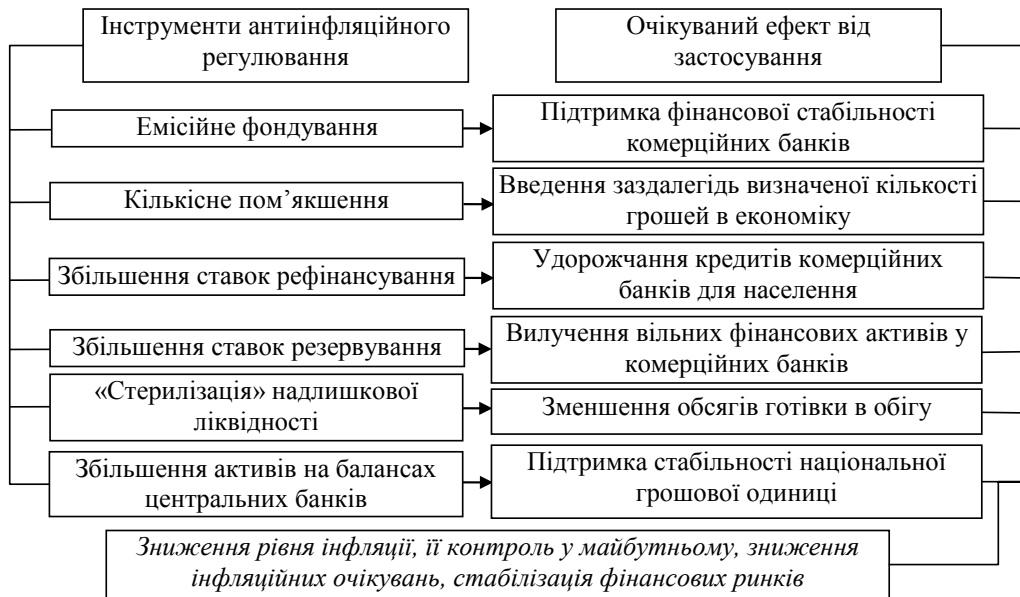 Інструменти антиінфляційного
регулювання
Очікуваний ефект від
застосування
Емісійне фондування
Підтримка фінансової стабільності
комерційних банків
Кількісне пом’якшення
Введення заздалегідь визначеної кількості
грошей в економіку
Збільшення ставок рефінансування
Удорожчання кредитів комерційних
банків для населення
Збільшення ставок резервування
Вилучення вільних фінансових активів у
комерційних банків
«Стерилізація» надлишкової
ліквідності
Зменшення обсягів готівки в обігу
Збільшення активів на балансах
центральних банків
Підтримка стабільності національної
грошової одиниці
Зниження рівня інфляції, її контроль у майбутньому, зниження
інфляційних очікувань, стабілізація фінансових ринків